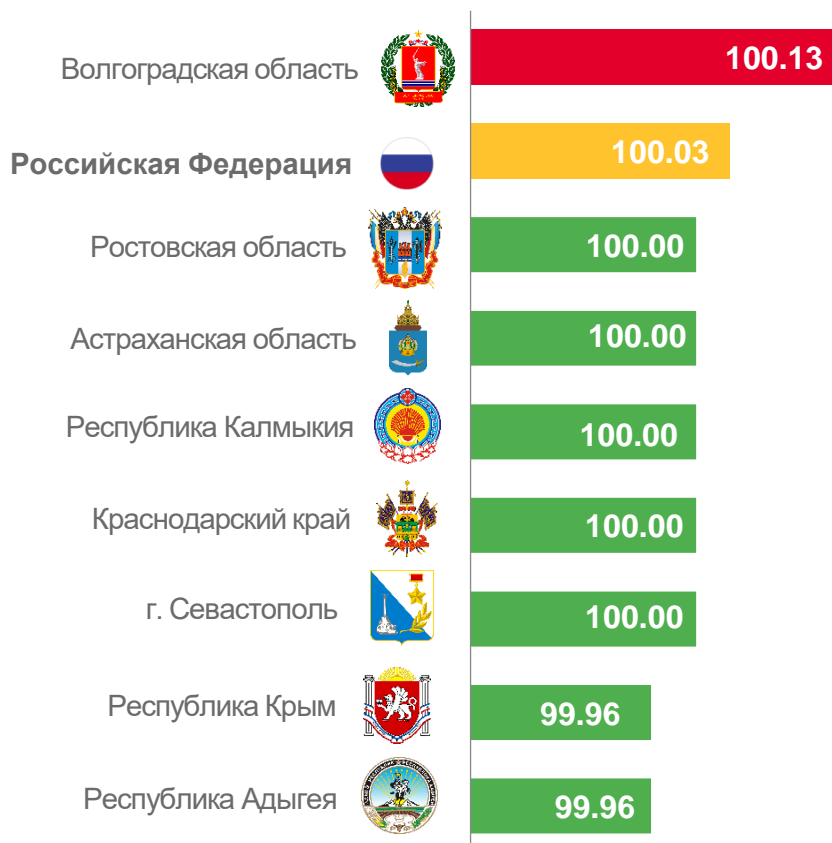 Волгоградская область 100.13
Российская Федерация 100.03
Ростовская область 100.00
Астраханская область 100.00
Республика Калмыкия 100.00
Краснодарский край 100.00
г. Севастополь 100.00
Республика Крым 99.96
Республика Адыгея 99.96